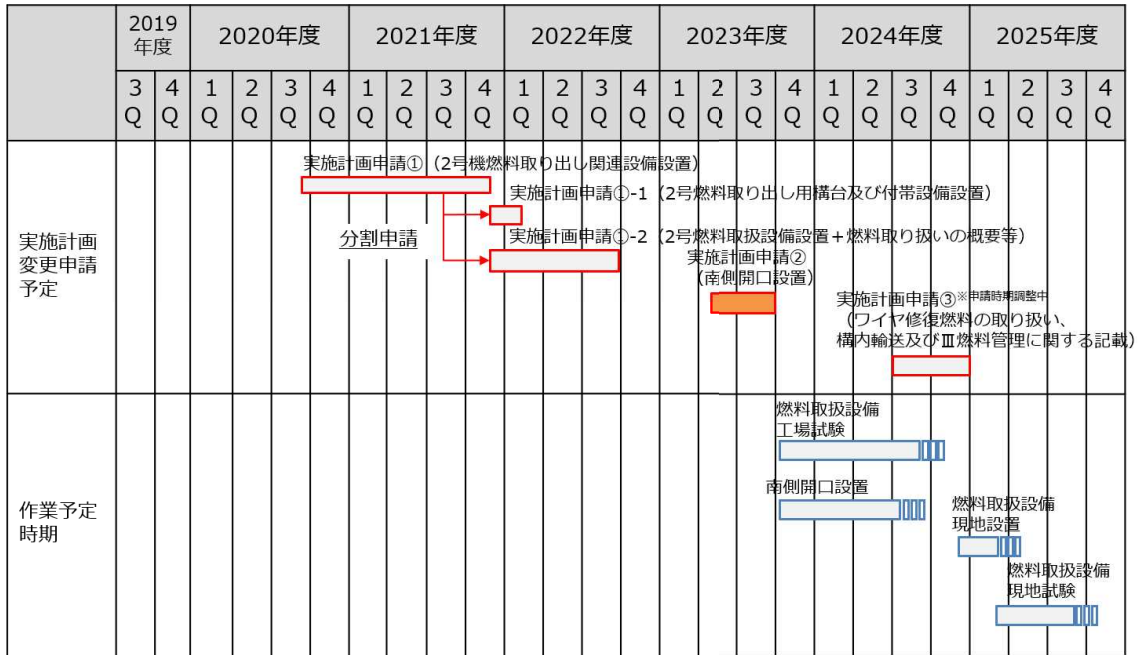 2019
年度
2020年度
2021年度
2022年度
2023年度
2024年度
2025年度
3
Q
4
Q
1
Q
2
Q
3
Q
4
Q
1
Q
2
Q
3
Q
4
Q
1
Q
2
Q
3
Q
4
Q
1
Q
2
Q
3
Q
4
Q
1
Q
2
Q
3
Q
4
Q
1
Q
2
Q
3
Q
4
Q
実施計画
変更申請
予定
実施計画申請①（2号機燃料取り出し関連設備設置）
実施計画申請①-1（2号燃料取り出し用構台及び付帯設備設置）
分割申請
実施計画申請①-2（2号燃料取扱設備設置＋燃料取り扱いの概要等）
実施計画申請②
（南側開口設置）
実施計画申請③※申請時期調整中
（ワイヤ修復燃料の取り扱い、
構内輸送及びⅢ燃料管理に関する記載）
作業予定
時期
燃料取扱設備
工場試験
南側開口設置
燃料取扱設備
現地設置
燃料取扱設備
現地試験